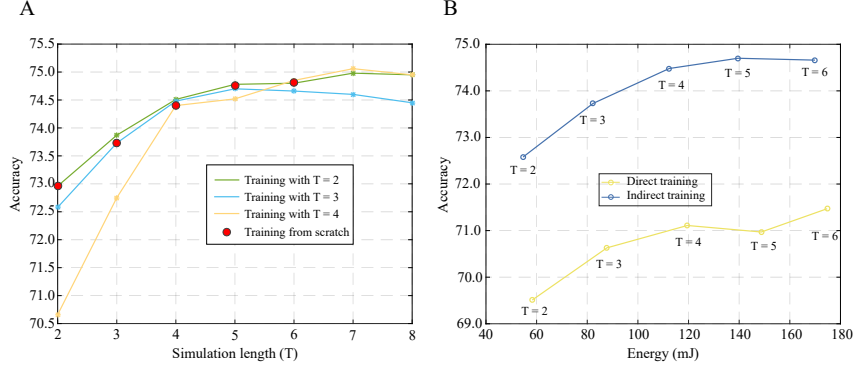 A
75.5
75.0
74.5
74.0
73.5
73.0
72.5
72.0
71.5
71.0
70.5
2
3
4
5
6
7
8
Accuracy
Simulation length (T)
Training with T = 2
Training with T = 3
Training with T = 4
Training from scratch
B
75.0
74.0
73.0
72.6
71.0
70.0
69.0
40
60
80
100
120
140
160
180
Accuracy
Energy (mJ)
T = 2
T = 3
T = 4
T = 5
T = 6
Direct training
Indirect training
T = 2
T = 3
T = 4
T = 5
T = 6